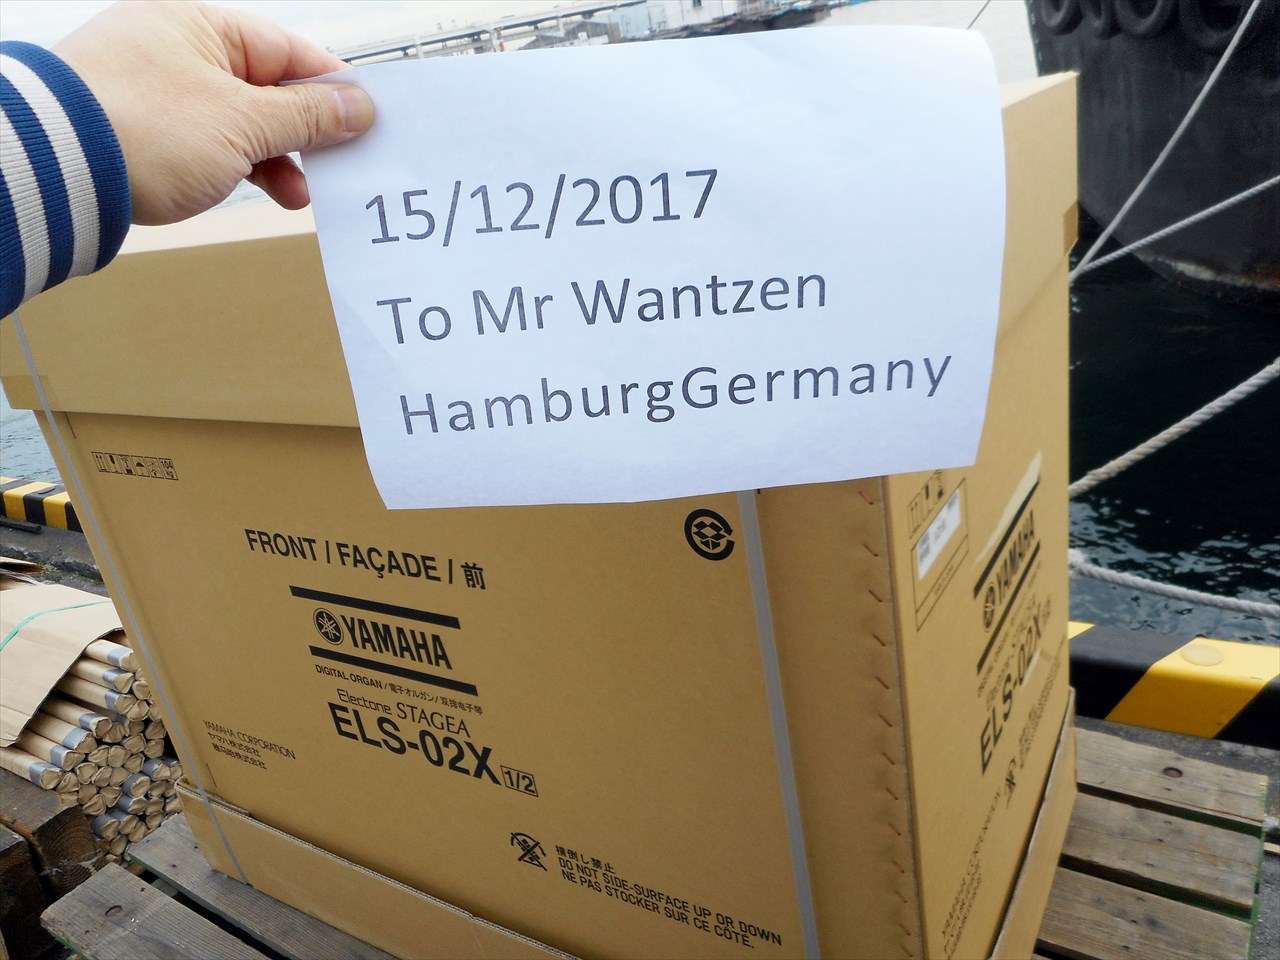 15/12/2017
To Mr Wantzen
HamburgGermany
FRONT / FAÇADE / 前
YAMAHA
DIGITAL ORGAN / 電子オルガン / 双排电子琴
Electone STAGEA
ELS-02X 1/2
YAMAHA CORPORATION
ヤマハ株式会社
雅马哈株式会社
横倒し禁止
DO NOT SIDE-SURFACE UP OR DOWN
NE PAS STOCKER SUR CE CÔTÉ.
YAMAHA
Electone STAGEA
ELS-02X